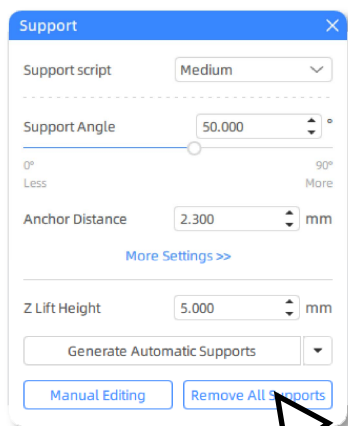 Support
Support script Medium
Support Angle 50.000 °
0° 90°
Less More
Anchor Distance 2.300 mm
More Settings >>
Z Lift Height 5.000 mm
Generate Automatic Supports
Manual Editing Remove All Supports